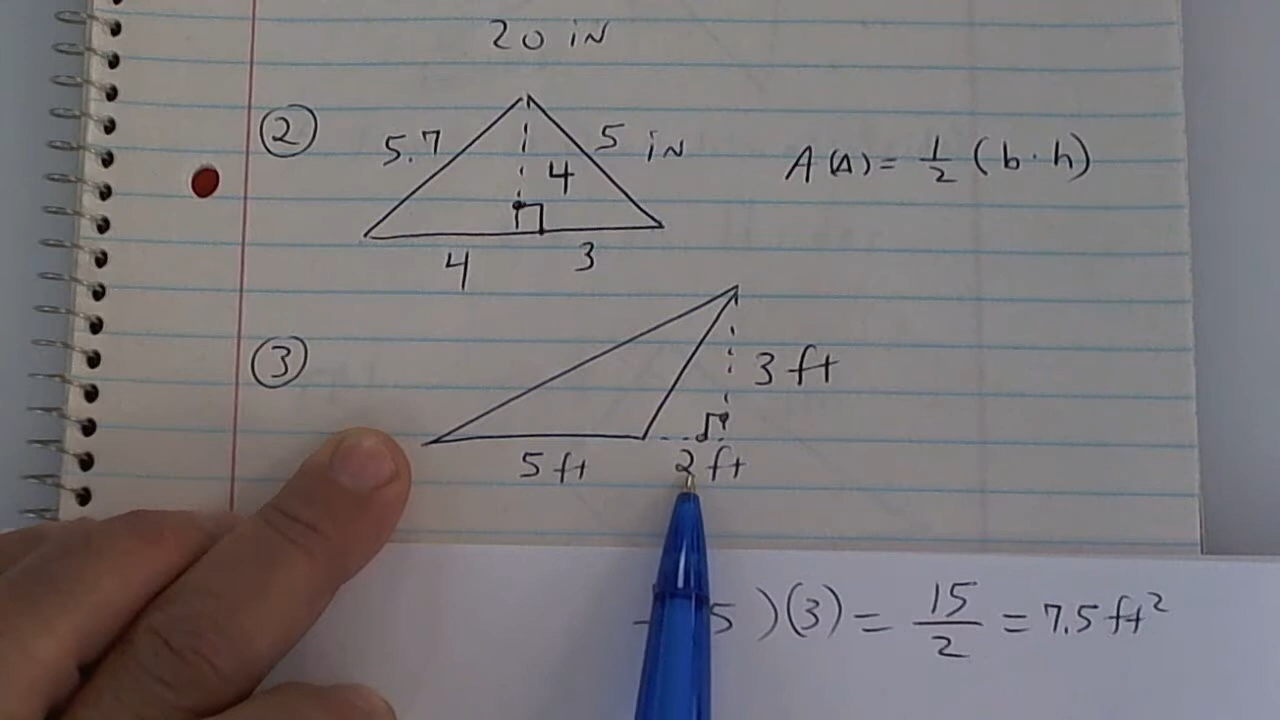 20 in
②
5.7
5 in
4
A(△) = 1/2 (b · h)
4
3
③
3 ft
5 ft
2 ft
5 )(3) = 15/2 = 7.5 ft²